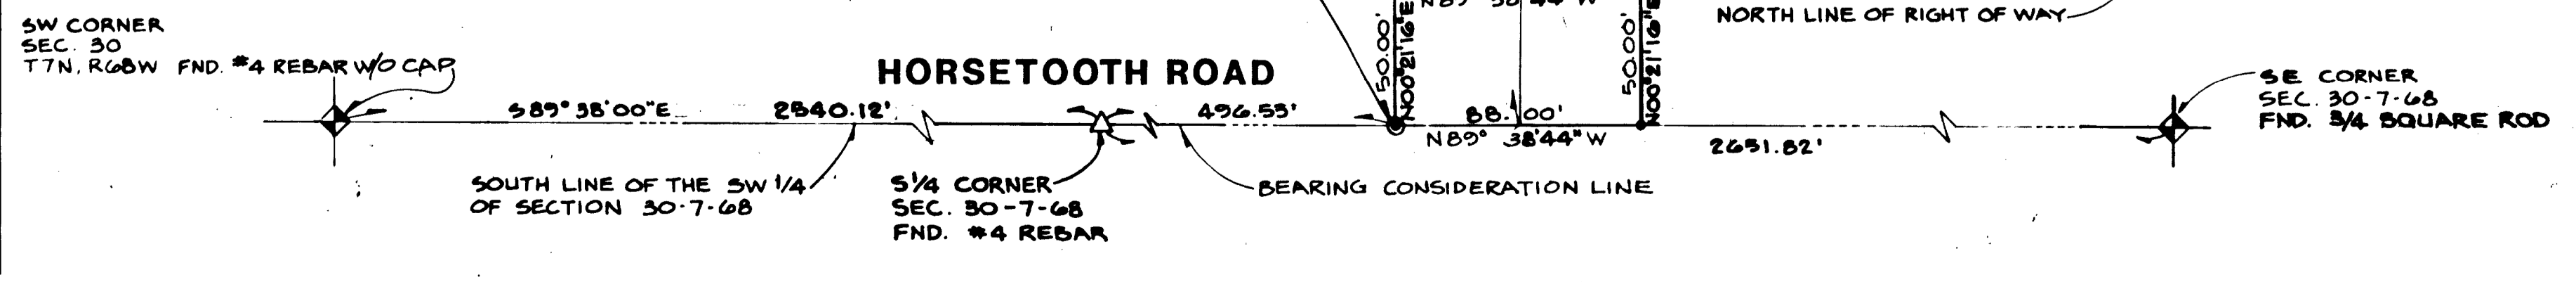 SW CORNER
SEC. 30
T7N, R68W FND. #4 REBAR W/O CAP
HORSETOOTH ROAD
50.00'
N00°21'16"E
50.00'
N00°21'16"E
NORTH LINE OF RIGHT OF WAY
SE CORNER
SEC. 30-7-68
FND. 3/4 SQUARE ROD
S89°38'00"E 2540.12'
496.53'
88.00'
N89° 38'44" W
2651.82'
SOUTH LINE OF THE SW 1/4
OF SECTION 30-7-68
S1/4 CORNER
SEC. 30-7-68
FND. #4 REBAR
BEARING CONSIDERATION LINE